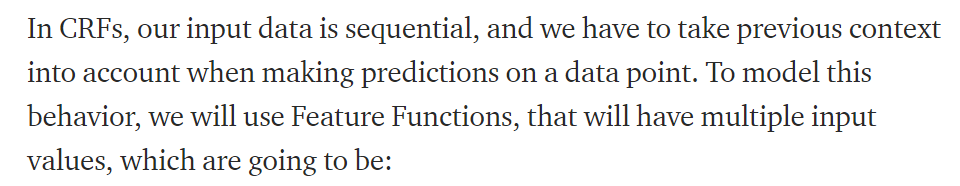 In CRFs, our input data is sequential, and we have to take previous context
into account when making predictions on a data point. To model this
behavior, we will use Feature Functions, that will have multiple input
values, which are going to be: